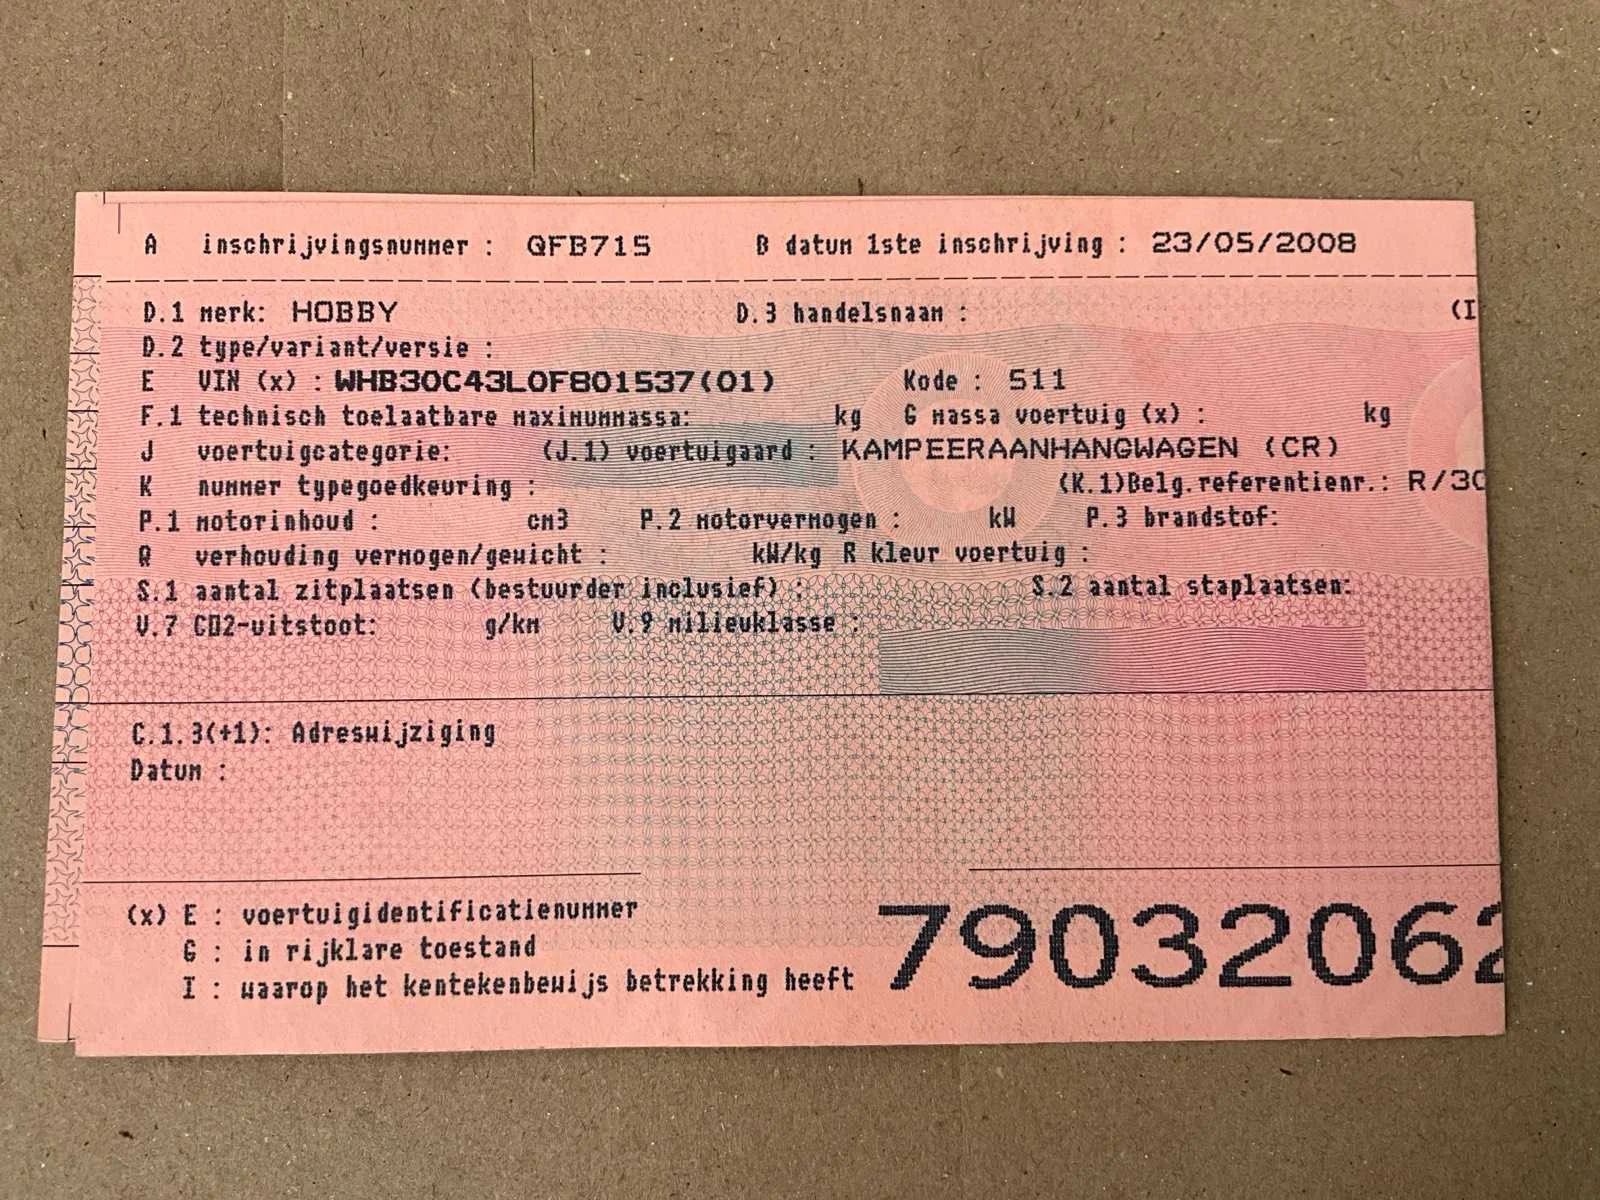 A inschrijvingsnummer : QFB715 B datum 1ste inschrijving : 23/05/2008
D.1 merk: HOBBY D.3 handelsnaam : (I
D.2 type/variant/versie :
E VIN (x) : WHB30C43L0F801537(01) Kode : 511
F.1 technisch toelaatbare maximummassa: kg G massa voertuig (x) : kg
J voertuigcategorie: (J.1) voertuigaard : KAMPEERAANHANGWAGEN (CR)
K nummer typegoedkeuring : (K.1)Belg.referentienr.: R/30
P.1 motorinhoud : cm3 P.2 motorvermogen : kW P.3 brandstof:
Q verhouding vermogen/gewicht : kW/kg R kleur voertuig :
S.1 aantal zitplaatsen (bestuurder inclusief) : S.2 aantal staplaatsen:
V.7 CO2-uitstoot: g/km V.9 milieuklasse :
C.1.3(+1): Adreswijziging
Datum :
(x) E : voertuigidentificatienummer
G : in rijklare toestand
I : waarop het kentekenbewijs betrekking heeft
79032062